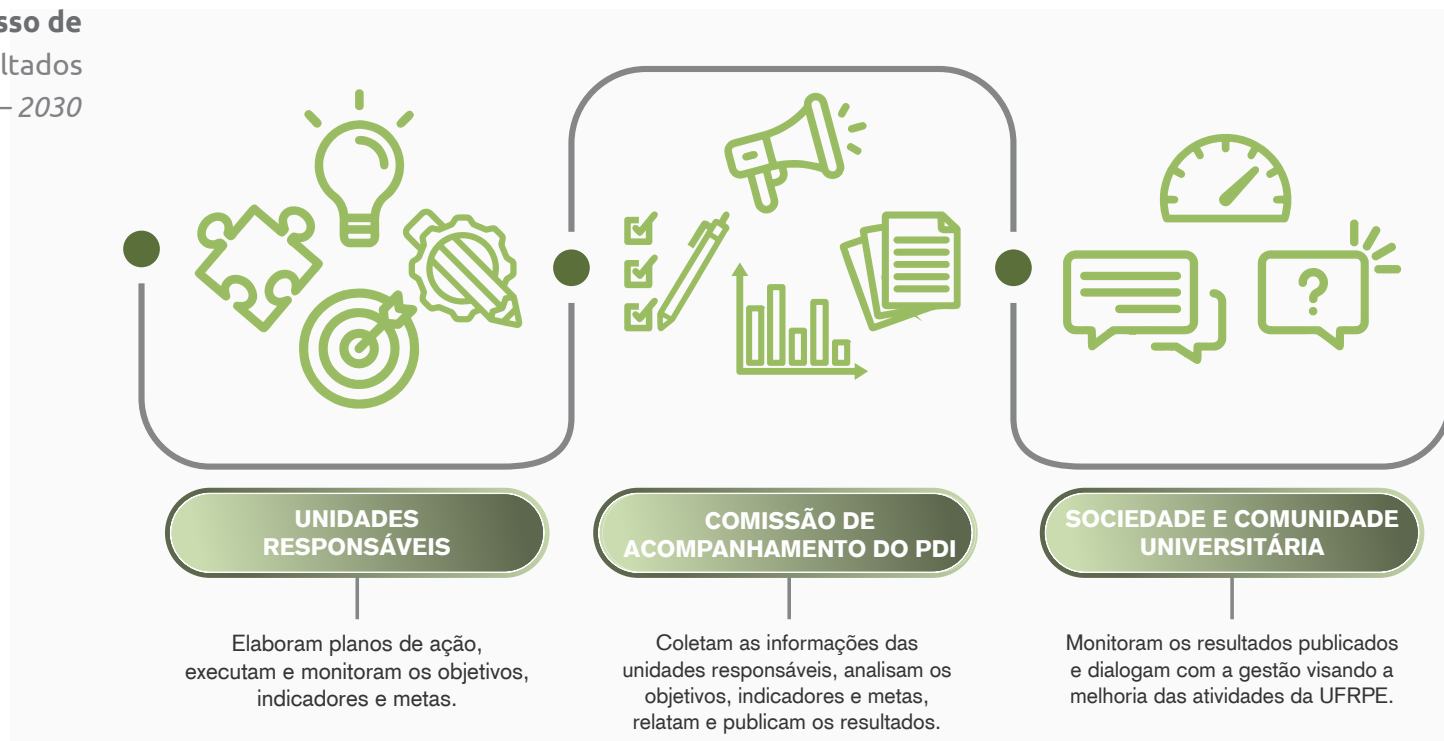 sso de
ltados
– 2030
?
UNIDADES
RESPONSÁVEIS
Elaboram planos de ação,
executam e monitoram os objetivos,
indicadores e metas.
COMISSÃO DE
ACOMPANHAMENTO DO PDI
Coletam as informações das
unidades responsáveis, analisam os
objetivos, indicadores e metas,
relatam e publicam os resultados.
SOCIEDADE E COMUNIDADE
UNIVERSITÁRIA
Monitoram os resultados publicados
e dialogam com a gestão visando a
melhoria das atividades da UFRPE.